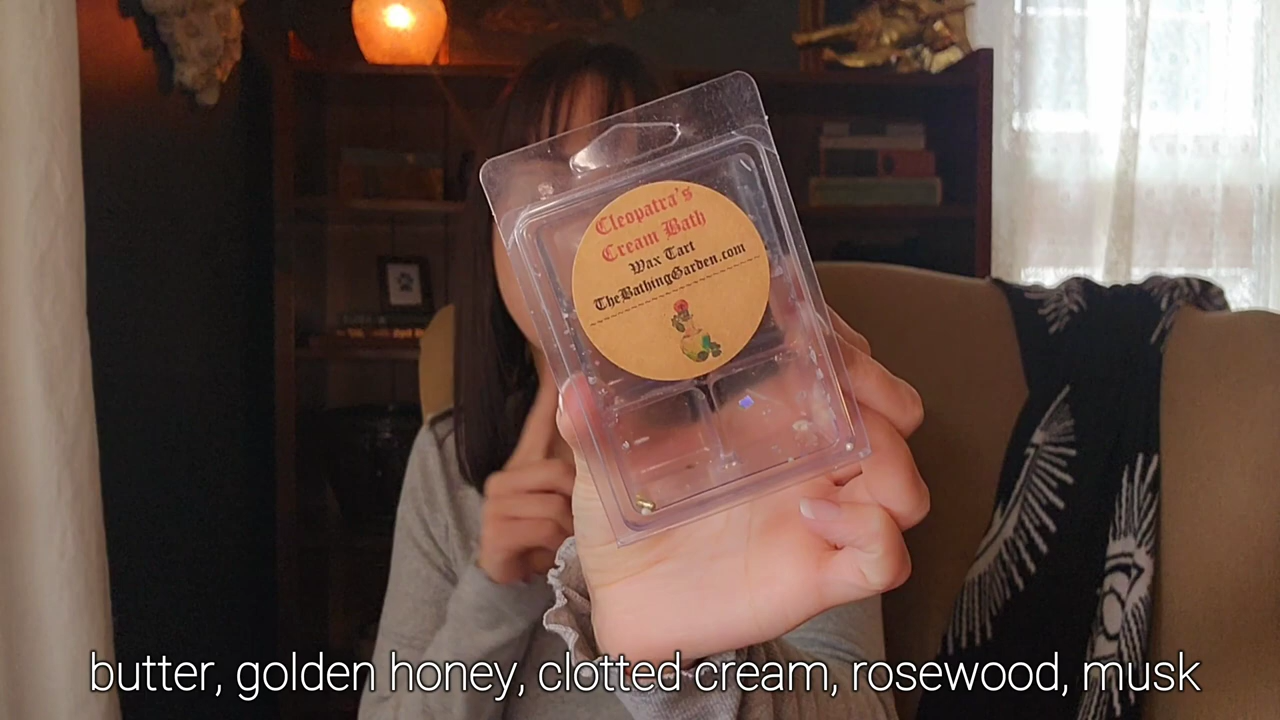 Cleopatra's
Cream Bath
Wax Tart
TheBathingGarden.com
~~~~~~~~~~~~~~~~~~~~~~~~
butter, golden honey, clotted cream, rosewood, musk